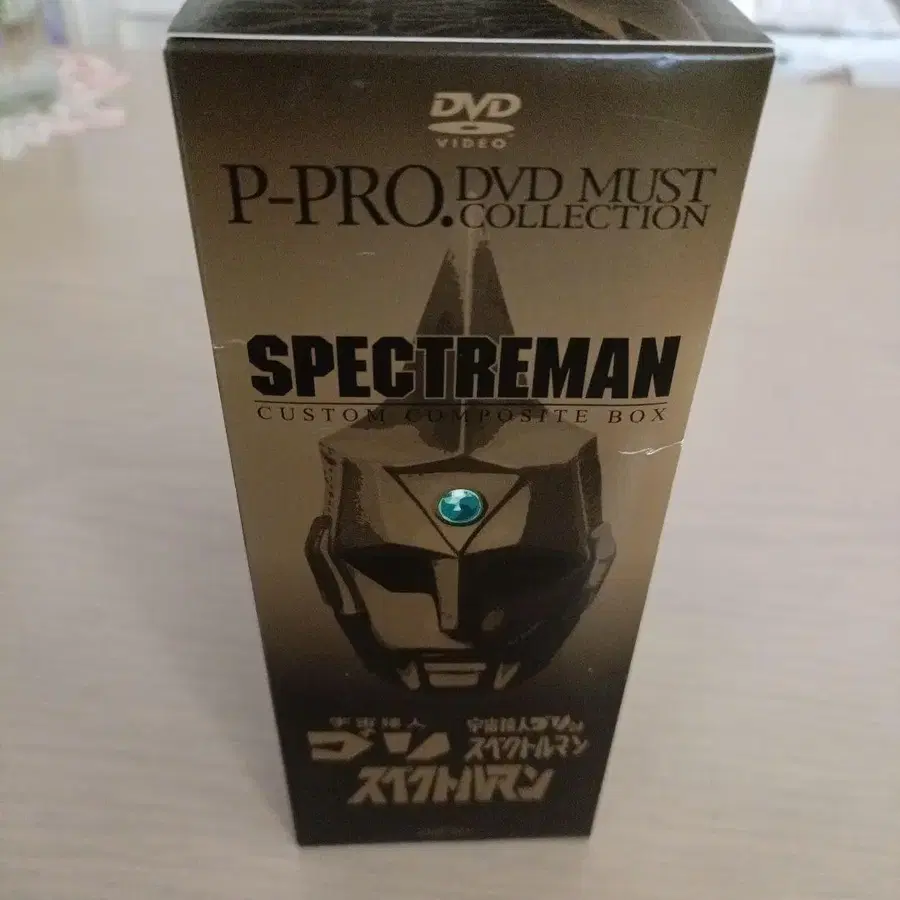 DVD
VIDEO
P-PRO. DVD MUST COLLECTION
SPECTREMAN
CUSTOM COMPOSITE BOX
宇宙猿人ゴリ
宇宙猿人ゴリ対
スペクトルマン
スペクトルマン